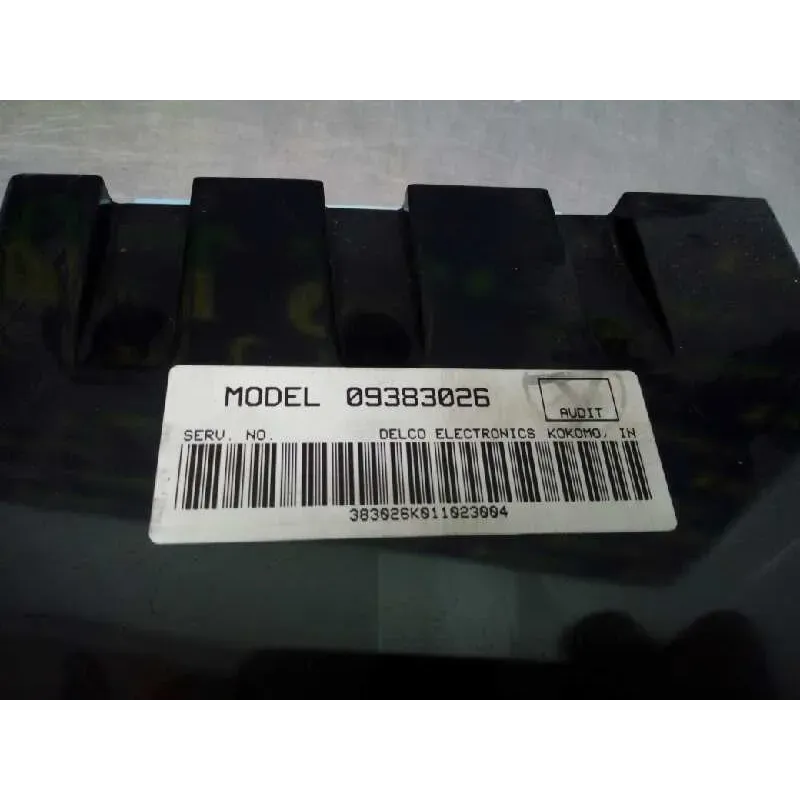 MODEL 09383026
AUDIT
SERV. NO. DELCO ELECTRONICS KOKOMO, IN
383026K011023004